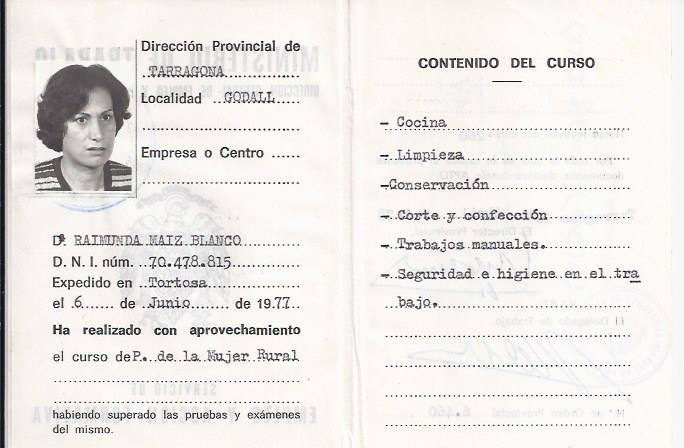 Dirección Provincial de
TARRAGONA
Localidad GODALL
Empresa o Centro
Dª RAIMUNDA MAIZ BLANCO
D. N. I. núm. 70.478.815
Expedido en Tortosa
el 6 de Junio de 1977
Ha realizado con aprovechamiento
el curso de P. de la Mujer Rural
habiendo superado las pruebas y exámenes
del mismo.
CONTENIDO DEL CURSO
- Cocina
- Limpieza
-Conservación
- Corte y confección
- Trabajos manuales.
- Seguridad e higiene en el tra
bajo.